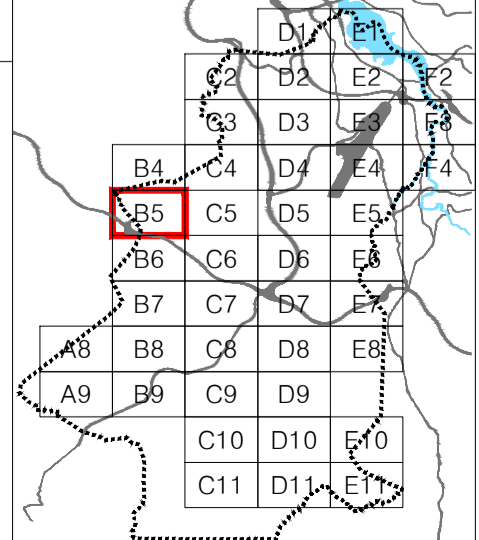 D1 E1
C2 D2 E2 F2
C3 D3 E3 F3
B4 C4 D4 E4 F4
B5 C5 D5 E5
B6 C6 D6 E6
B7 C7 D7 E7
A8 B8 C8 D8 E8
A9 B9 C9 D9
C10 D10 E10
C11 D11 E11